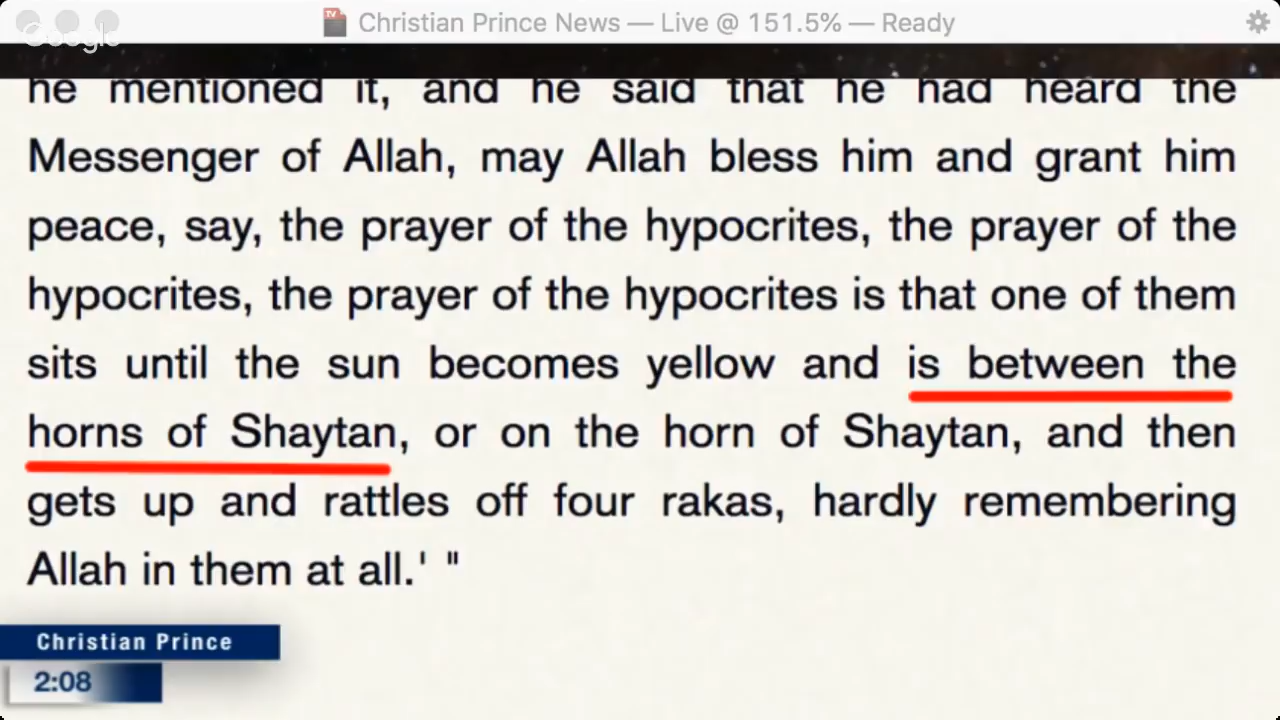 Christian Prince News — Live @ 151.5% — Ready
Google
he mentioned it, and he said that he had heard the
Messenger of Allah, may Allah bless him and grant him
peace, say, the prayer of the hypocrites, the prayer of the
hypocrites, the prayer of the hypocrites is that one of them
sits until the sun becomes yellow and is between the
horns of Shaytan, or on the horn of Shaytan, and then
gets up and rattles off four rakas, hardly remembering
Allah in them at all.' "
Christian Prince
2:08